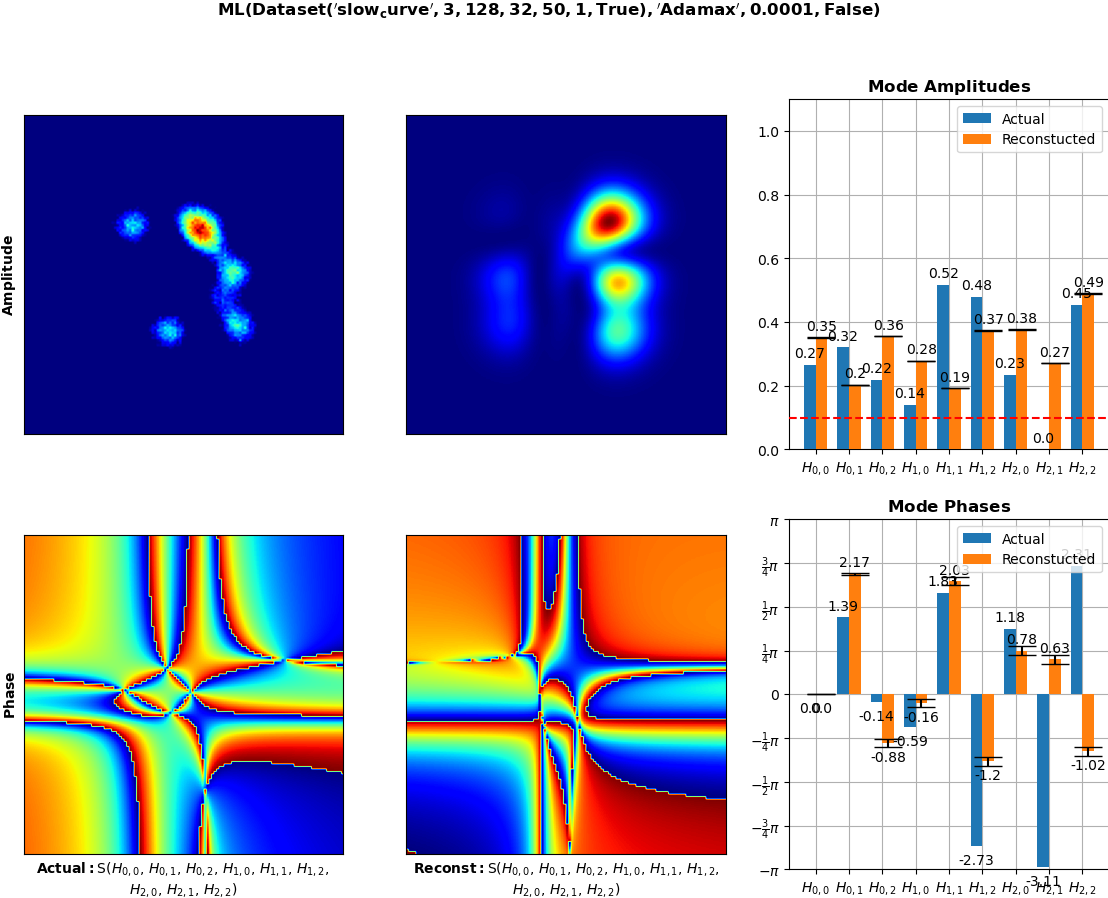 ML(Dataset('slow_curve', 3, 128, 32, 50, 1, True), 'Adamax', 0.0001, False)
Amplitude
Mode Amplitudes
Actual
Reconstucted
1.0
0.8
0.6
0.4
0.2
0.0
0.27
0.35
0.32
0.2
0.22
0.36
0.14
0.28
0.52
0.19
0.48
0.37
0.23
0.38
0.0
0.27
0.45
0.49
H0,0 H0,1 H0,2 H1,0 H1,1 H1,2 H2,0 H2,1 H2,2
Phase
Mode Phases
Actual
Reconstucted
π
3/4π
1/2π
1/4π
0
−1/4π
−1/2π
−3/4π
−π
0.0
0.0
1.39
2.17
-0.14
-0.88
-0.59
-0.16
1.83
2.03
-2.73
-1.2
1.18
0.78
-3.11
0.63
2.31
-1.02
H0,0 H0,1 H0,2 H1,0 H1,1 H1,2 H2,0 H2,1 H2,2
Actual: S(H0,0, H0,1, H0,2, H1,0, H1,1, H1,2,
H2,0, H2,1, H2,2)
Reconst: S(H0,0, H0,1, H0,2, H1,0, H1,1, H1,2,
H2,0, H2,1, H2,2)